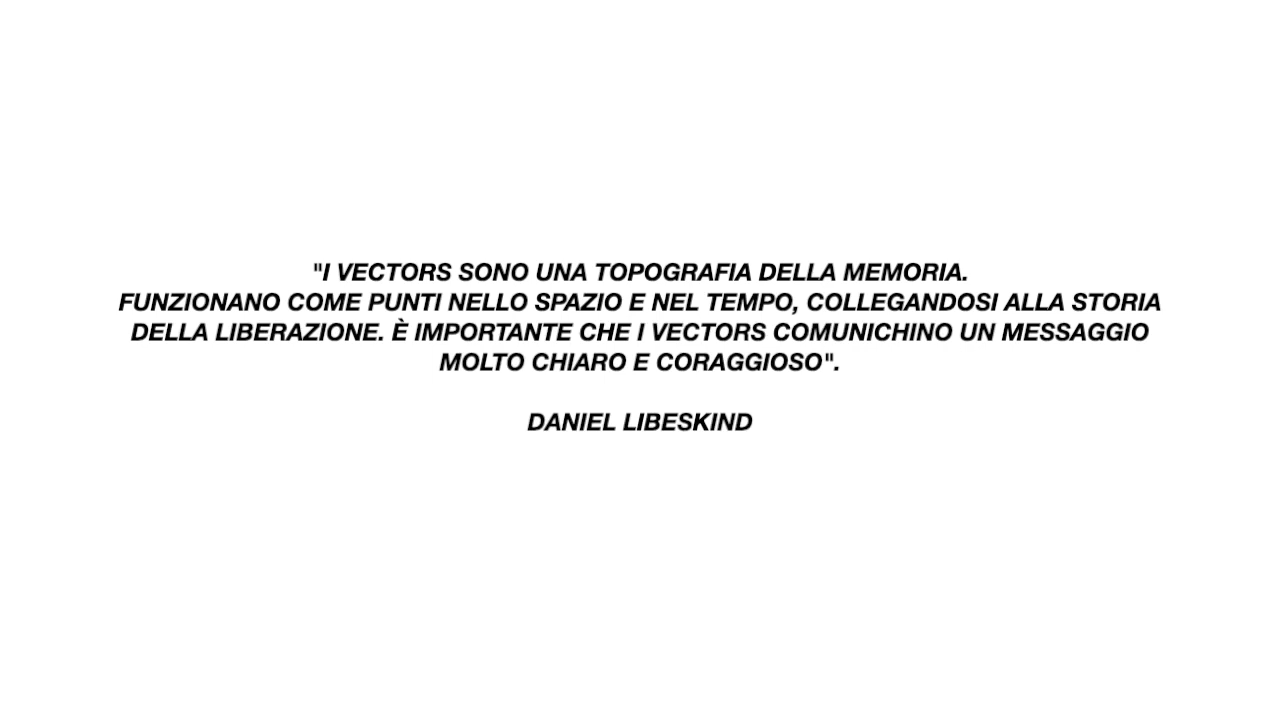 "I VECTORS SONO UNA TOPOGRAFIA DELLA MEMORIA.
FUNZIONANO COME PUNTI NELLO SPAZIO E NEL TEMPO, COLLEGANDOSI ALLA STORIA
DELLA LIBERAZIONE. È IMPORTANTE CHE I VECTORS COMUNICHINO UN MESSAGGIO
MOLTO CHIARO E CORAGGIOSO".
DANIEL LIBESKIND